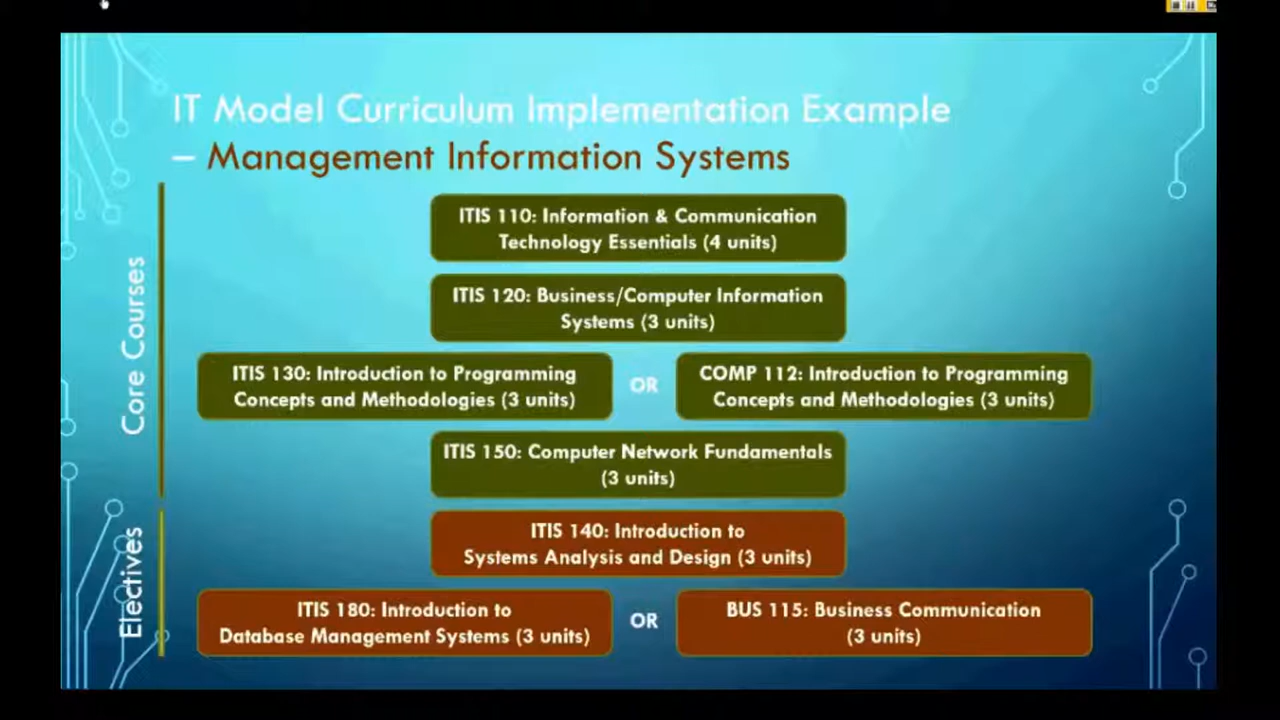 IT Model Curriculum Implementation Example
– Management Information Systems
Core Courses
ITIS 110: Information & Communication
Technology Essentials (4 units)
ITIS 120: Business/Computer Information
Systems (3 units)
ITIS 130: Introduction to Programming
Concepts and Methodologies (3 units)
OR
COMP 112: Introduction to Programming
Concepts and Methodologies (3 units)
ITIS 150: Computer Network Fundamentals
(3 units)
Electives
ITIS 140: Introduction to
Systems Analysis and Design (3 units)
ITIS 180: Introduction to
Database Management Systems (3 units)
OR
BUS 115: Business Communication
(3 units)